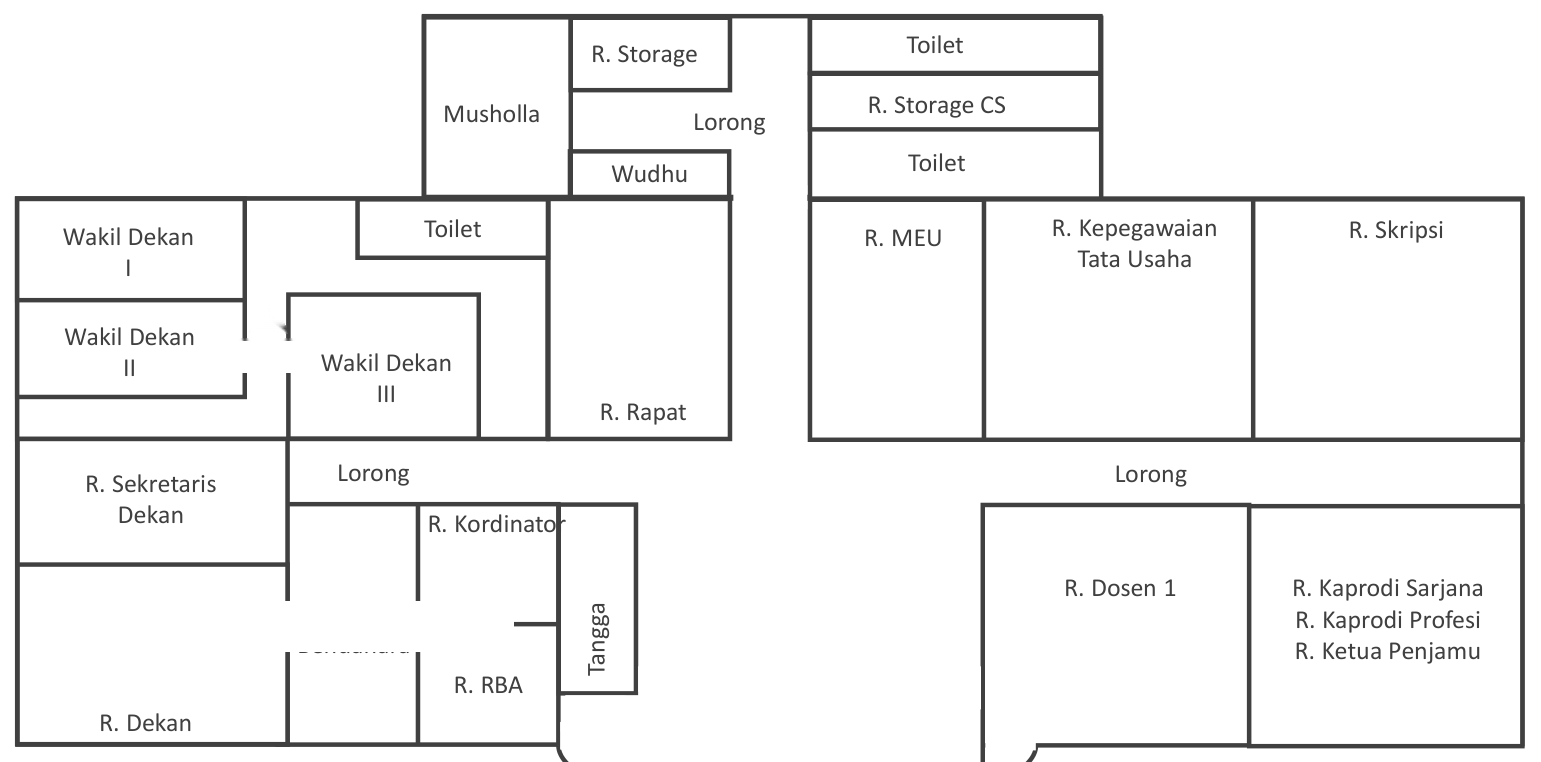 Toilet
R. Storage
R. Storage CS
Musholla
Lorong
Toilet
Wudhu
Wakil Dekan
I
Toilet
R. MEU
R. Kepegawaian
Tata Usaha
R. Skripsi
Wakil Dekan
II
Wakil Dekan
III
R. Rapat
R. Sekretaris
Dekan
Lorong
Lorong
R. Kordinator
R. Dosen 1
R. Kaprodi Sarjana
R. Kaprodi Profesi
R. Ketua Penjamu
Tangga
R. RBA
R. Dekan